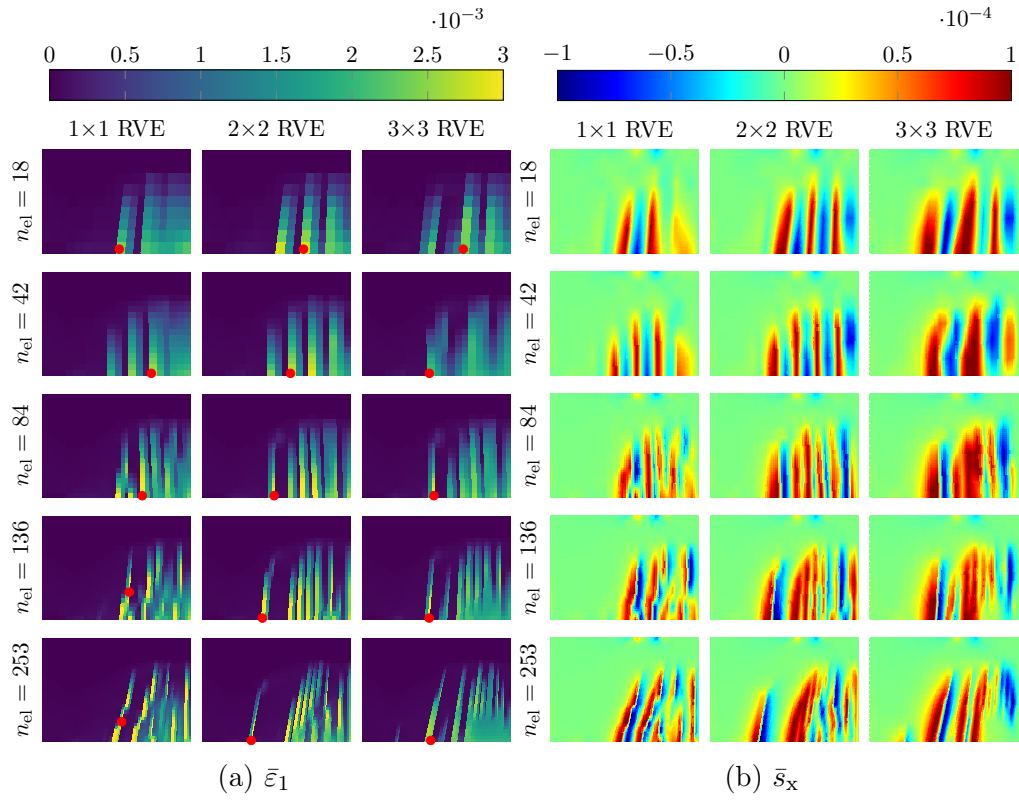 ·10⁻³
0 0.5 1 1.5 2 2.5 3
·10⁻⁴
−1 −0.5 0 0.5 1
1×1 RVE 2×2 RVE 3×3 RVE
1×1 RVE 2×2 RVE 3×3 RVE
n_el = 18
n_el = 42
n_el = 84
n_el = 136
n_el = 253
n_el = 18
n_el = 42
n_el = 84
n_el = 136
n_el = 253
(a) ε̄₁
(b) s̄ₓ